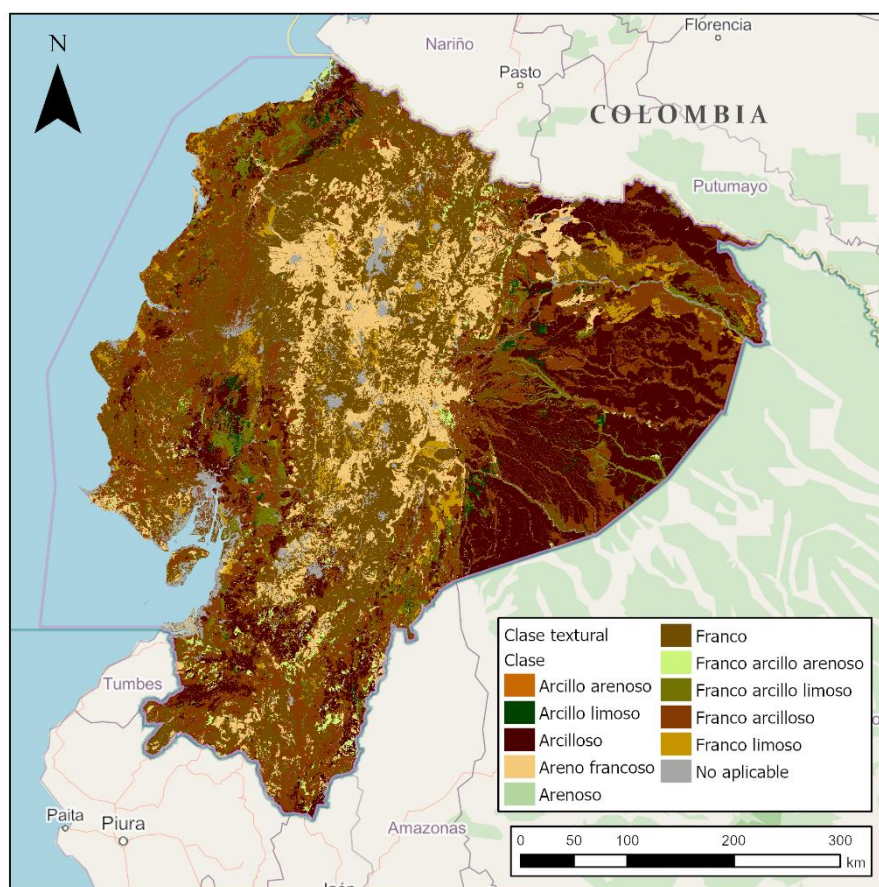 N
Nariño
Florencia
Pasto
COLOMBIA
Putumayo
Tumbes
Paita
Piura
Amazonas
Clase textural
Clase
Arcillo arenoso
Arcillo limoso
Arcilloso
Areno francoso
Arenoso
Franco
Franco arcillo arenoso
Franco arcillo limoso
Franco arcilloso
Franco limoso
No aplicable
0 50 100 200 300
km